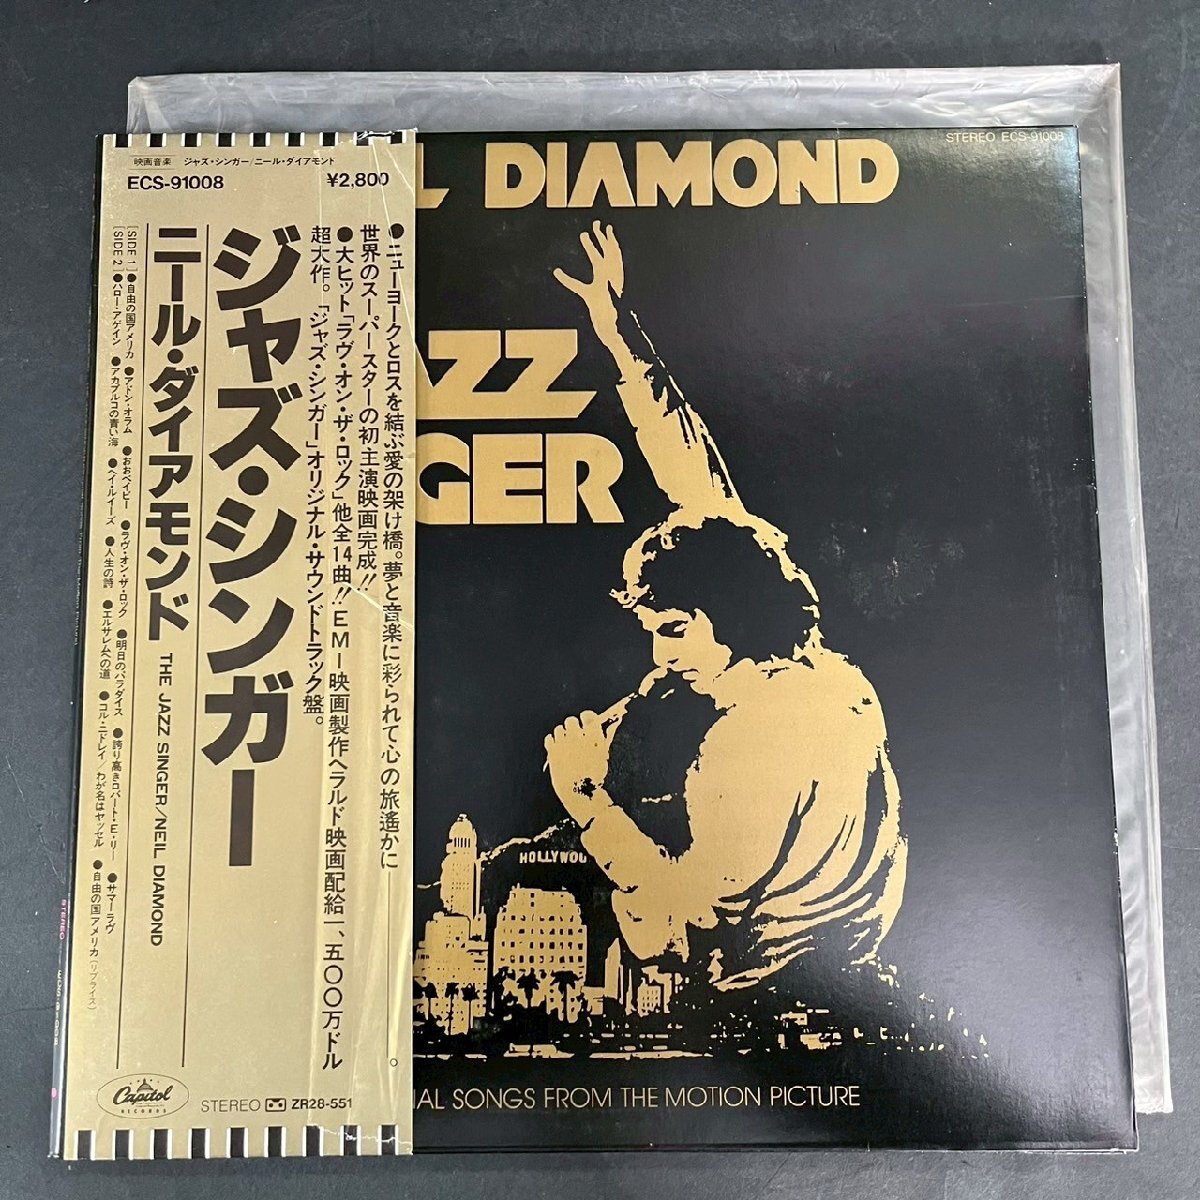 映画音楽 ジャズ・シンガー/ニール・ダイアモンド
ECS-91008 ¥2,800
●ニューヨークとロスを結ぶ愛の架け橋。夢と音楽に彩られて心の旅遙かに——。
世界のスーパースターの初主演映画完成!!
●大ヒット「ラヴ・オン・ザ・ロック」他全14曲!! EMI映画製作ヘラルド映画配給一、五〇〇万ドル
超大作。「ジャズ・シンガー」オリジナル・サウンドトラック盤。
ジャズ・シンガー
ニール・ダイアモンド THE JAZZ SINGER/NEIL DIAMOND
[SIDE 1] ●自由の国アメリカ ●アドン・オラム ●おおベイビー ●ラヴ・オン・ザ・ロック ●明日のパラダイス ●誇り高きロバート・E・リー ●サマーラヴ
[SIDE 2] ●ハロー・アゲイン ●アカプルコの青い海 ●ヘイ・ルイーズ ●人生の詩 ●エルサレムへの道 ●コル・ニドレイ/わが名はヤッセル ●自由の国アメリカ(リプライズ)
Capitol
RECORDS
STEREO ZR28-551
STEREO ECS-91008
L DIAMOND
AZZ
GER
HOLLYWOO
IAL SONGS FROM THE MOTION PICTURE
STEREO ECS-91008